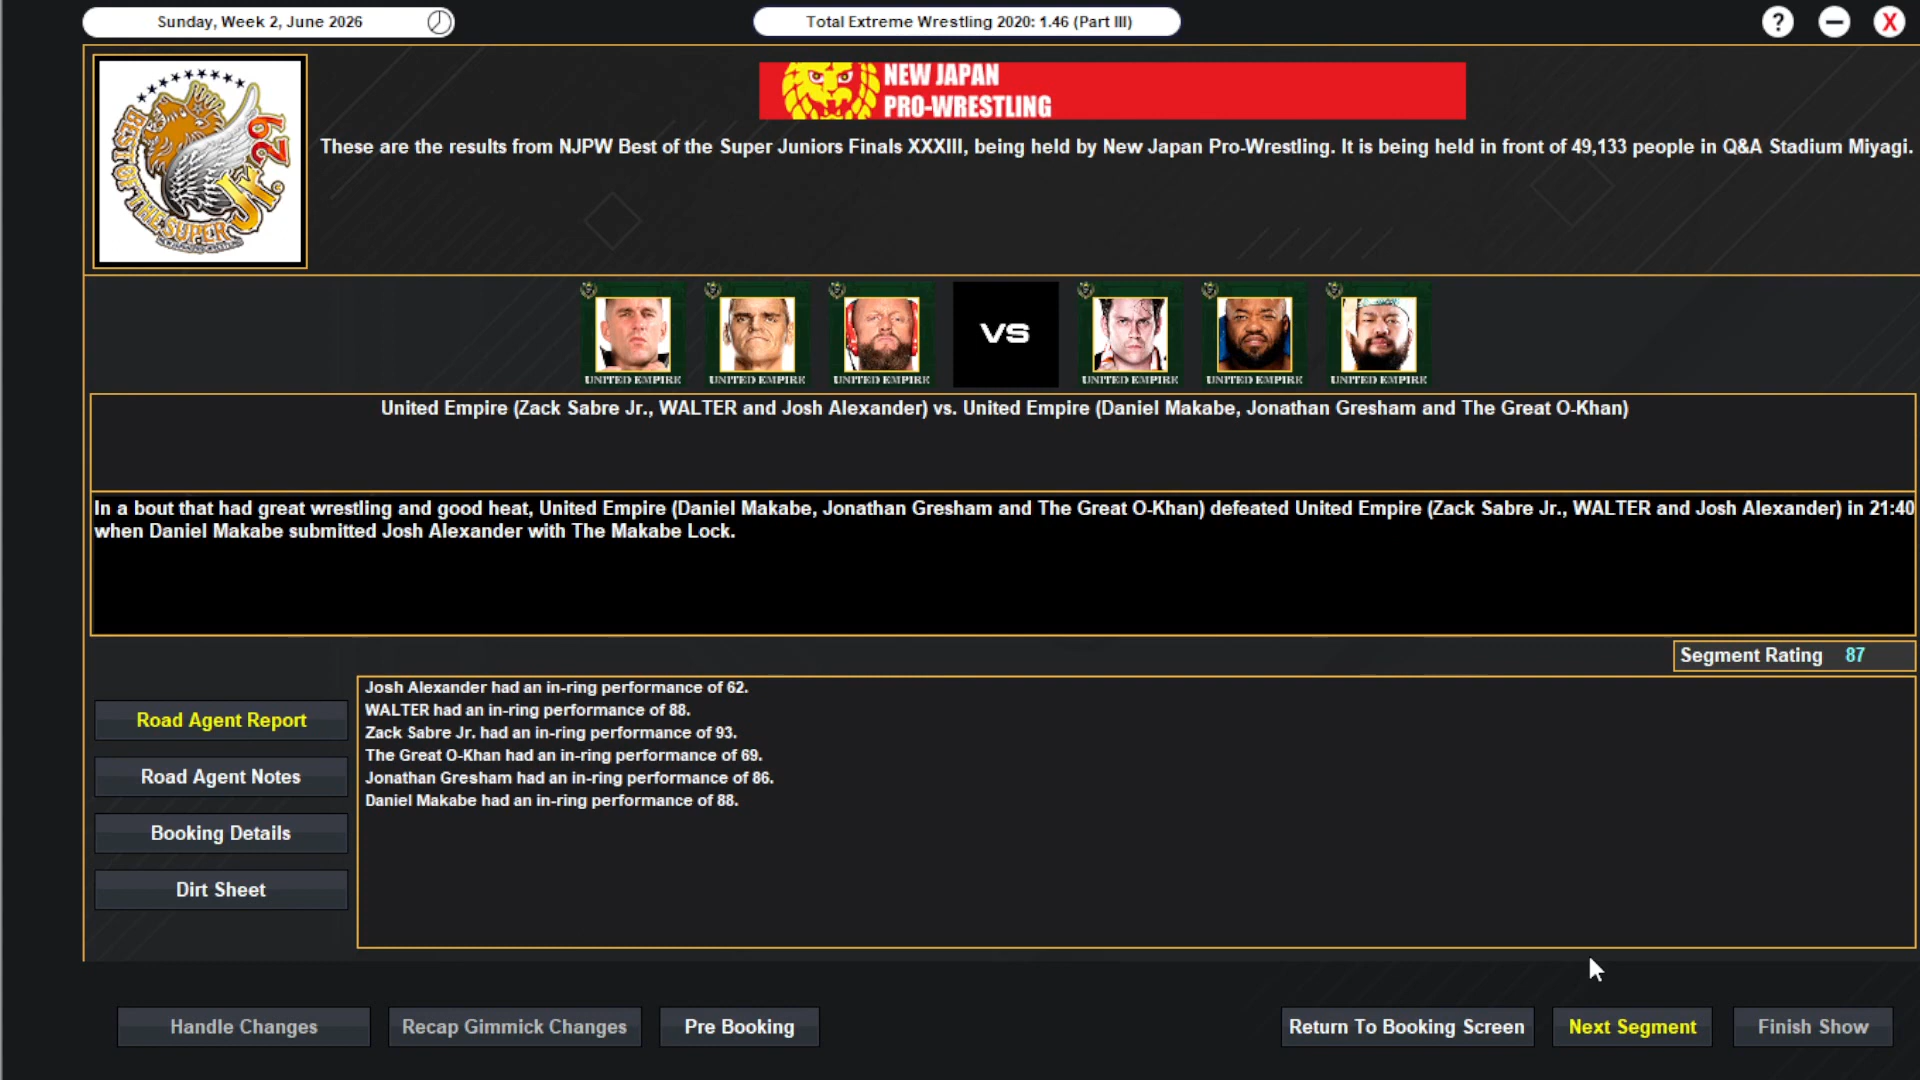 Sunday, Week 2, June 2026
Total Extreme Wrestling 2020: 1.46 (Part III)
?
X
BEST OF THE SUPER Jr. 29
NEW JAPAN
PRO-WRESTLING
These are the results from NJPW Best of the Super Juniors Finals XXXIII, being held by New Japan Pro-Wrestling. It is being held in front of 49,133 people in Q&A Stadium Miyagi.
UNITED EMPIRE
UNITED EMPIRE
UNITED EMPIRE
VS
UNITED EMPIRE
UNITED EMPIRE
UNITED EMPIRE
United Empire (Zack Sabre Jr., WALTER and Josh Alexander) vs. United Empire (Daniel Makabe, Jonathan Gresham and The Great O-Khan)
In a bout that had great wrestling and good heat, United Empire (Daniel Makabe, Jonathan Gresham and The Great O-Khan) defeated United Empire (Zack Sabre Jr., WALTER and Josh Alexander) in 21:40
when Daniel Makabe submitted Josh Alexander with The Makabe Lock.
Segment Rating 87
Road Agent Report
Road Agent Notes
Booking Details
Dirt Sheet
Josh Alexander had an in-ring performance of 62.
WALTER had an in-ring performance of 88.
Zack Sabre Jr. had an in-ring performance of 93.
The Great O-Khan had an in-ring performance of 69.
Jonathan Gresham had an in-ring performance of 86.
Daniel Makabe had an in-ring performance of 88.
Handle Changes
Recap Gimmick Changes
Pre Booking
Return To Booking Screen
Next Segment
Finish Show